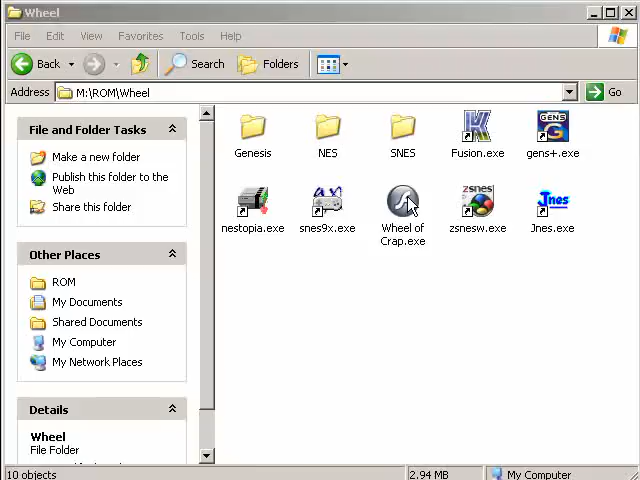 Wheel
File Edit View Favorites Tools Help
Back Search Folders
Address M:\ROM\Wheel Go
File and Folder Tasks
Make a new folder
Publish this folder to the
Web
Share this folder
Other Places
ROM
My Documents
Shared Documents
My Computer
My Network Places
Details
Wheel
File Folder
Genesis NES SNES Fusion.exe gens+.exe
GENS
zsnes
Jnes
nestopia.exe snes9x.exe Wheel of
Crap.exe zsnesw.exe Jnes.exe
10 objects 2.94 MB My Computer